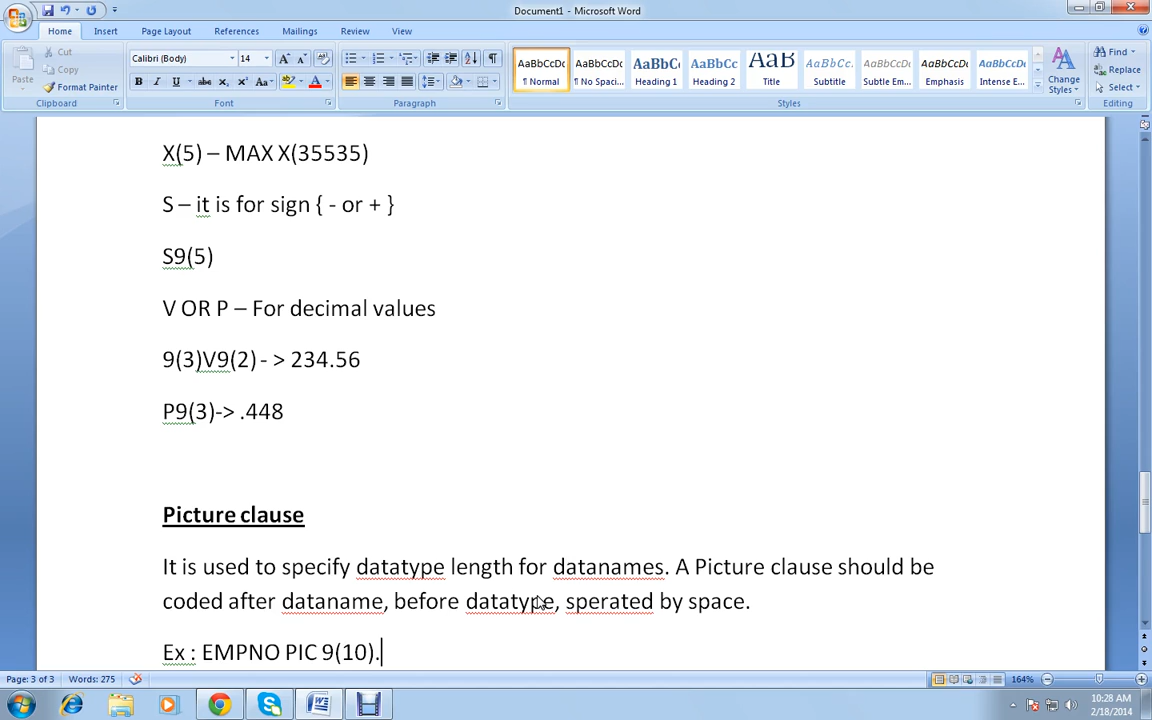 Document1 - Microsoft Word
Home Insert Page Layout References Mailings Review View
Cut
Copy
Format Painter
Paste
Clipboard
Calibri (Body) 14
Font
Paragraph
AaBbCcDc AaBbCcDc AaBbC AaBbCc AaB AaBbCc. AaBbCcDc AaBbCcDc AaBbCcDc
¶ Normal ¶ No Spaci... Heading 1 Heading 2 Title Subtitle Subtle Em... Emphasis Intense E...
Change Styles
Styles
Find
Replace
Select
Editing
X(5) – MAX X(35535)
S – it is for sign { - or + }
S9(5)
V OR P – For decimal values
9(3)V9(2) - > 234.56
P9(3)-> .448
Picture clause
It is used to specify datatype length for datanames. A Picture clause should be
coded after dataname, before datatype, sperated by space.
Ex : EMPNO PIC 9(10).
Page: 3 of 3 Words: 275 164%
10:28 AM
2/18/2014